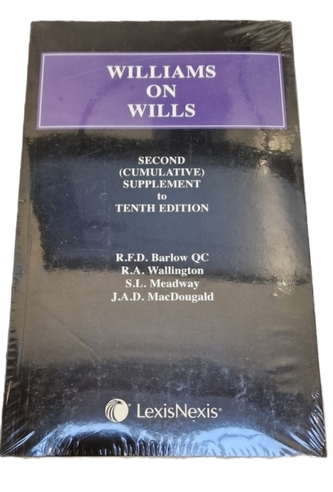 WILLIAMS
ON
WILLS
SECOND
(CUMULATIVE)
SUPPLEMENT
to
TENTH EDITION
R.F.D. Barlow QC
R.A. Wallington
S.L. Meadway
J.A.D. MacDougald
LexisNexis®